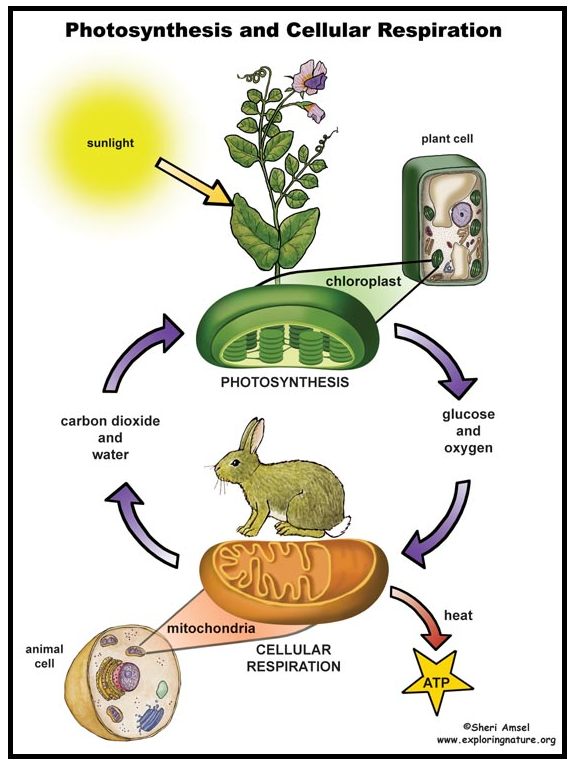 Photosynthesis and Cellular Respiration
sunlight
plant cell
chloroplast
PHOTOSYNTHESIS
carbon dioxide
and
water
glucose
and
oxygen
mitochondria
animal
cell
CELLULAR
RESPIRATION
heat
ATP
©Sheri Amsel
www.exploringnature.org